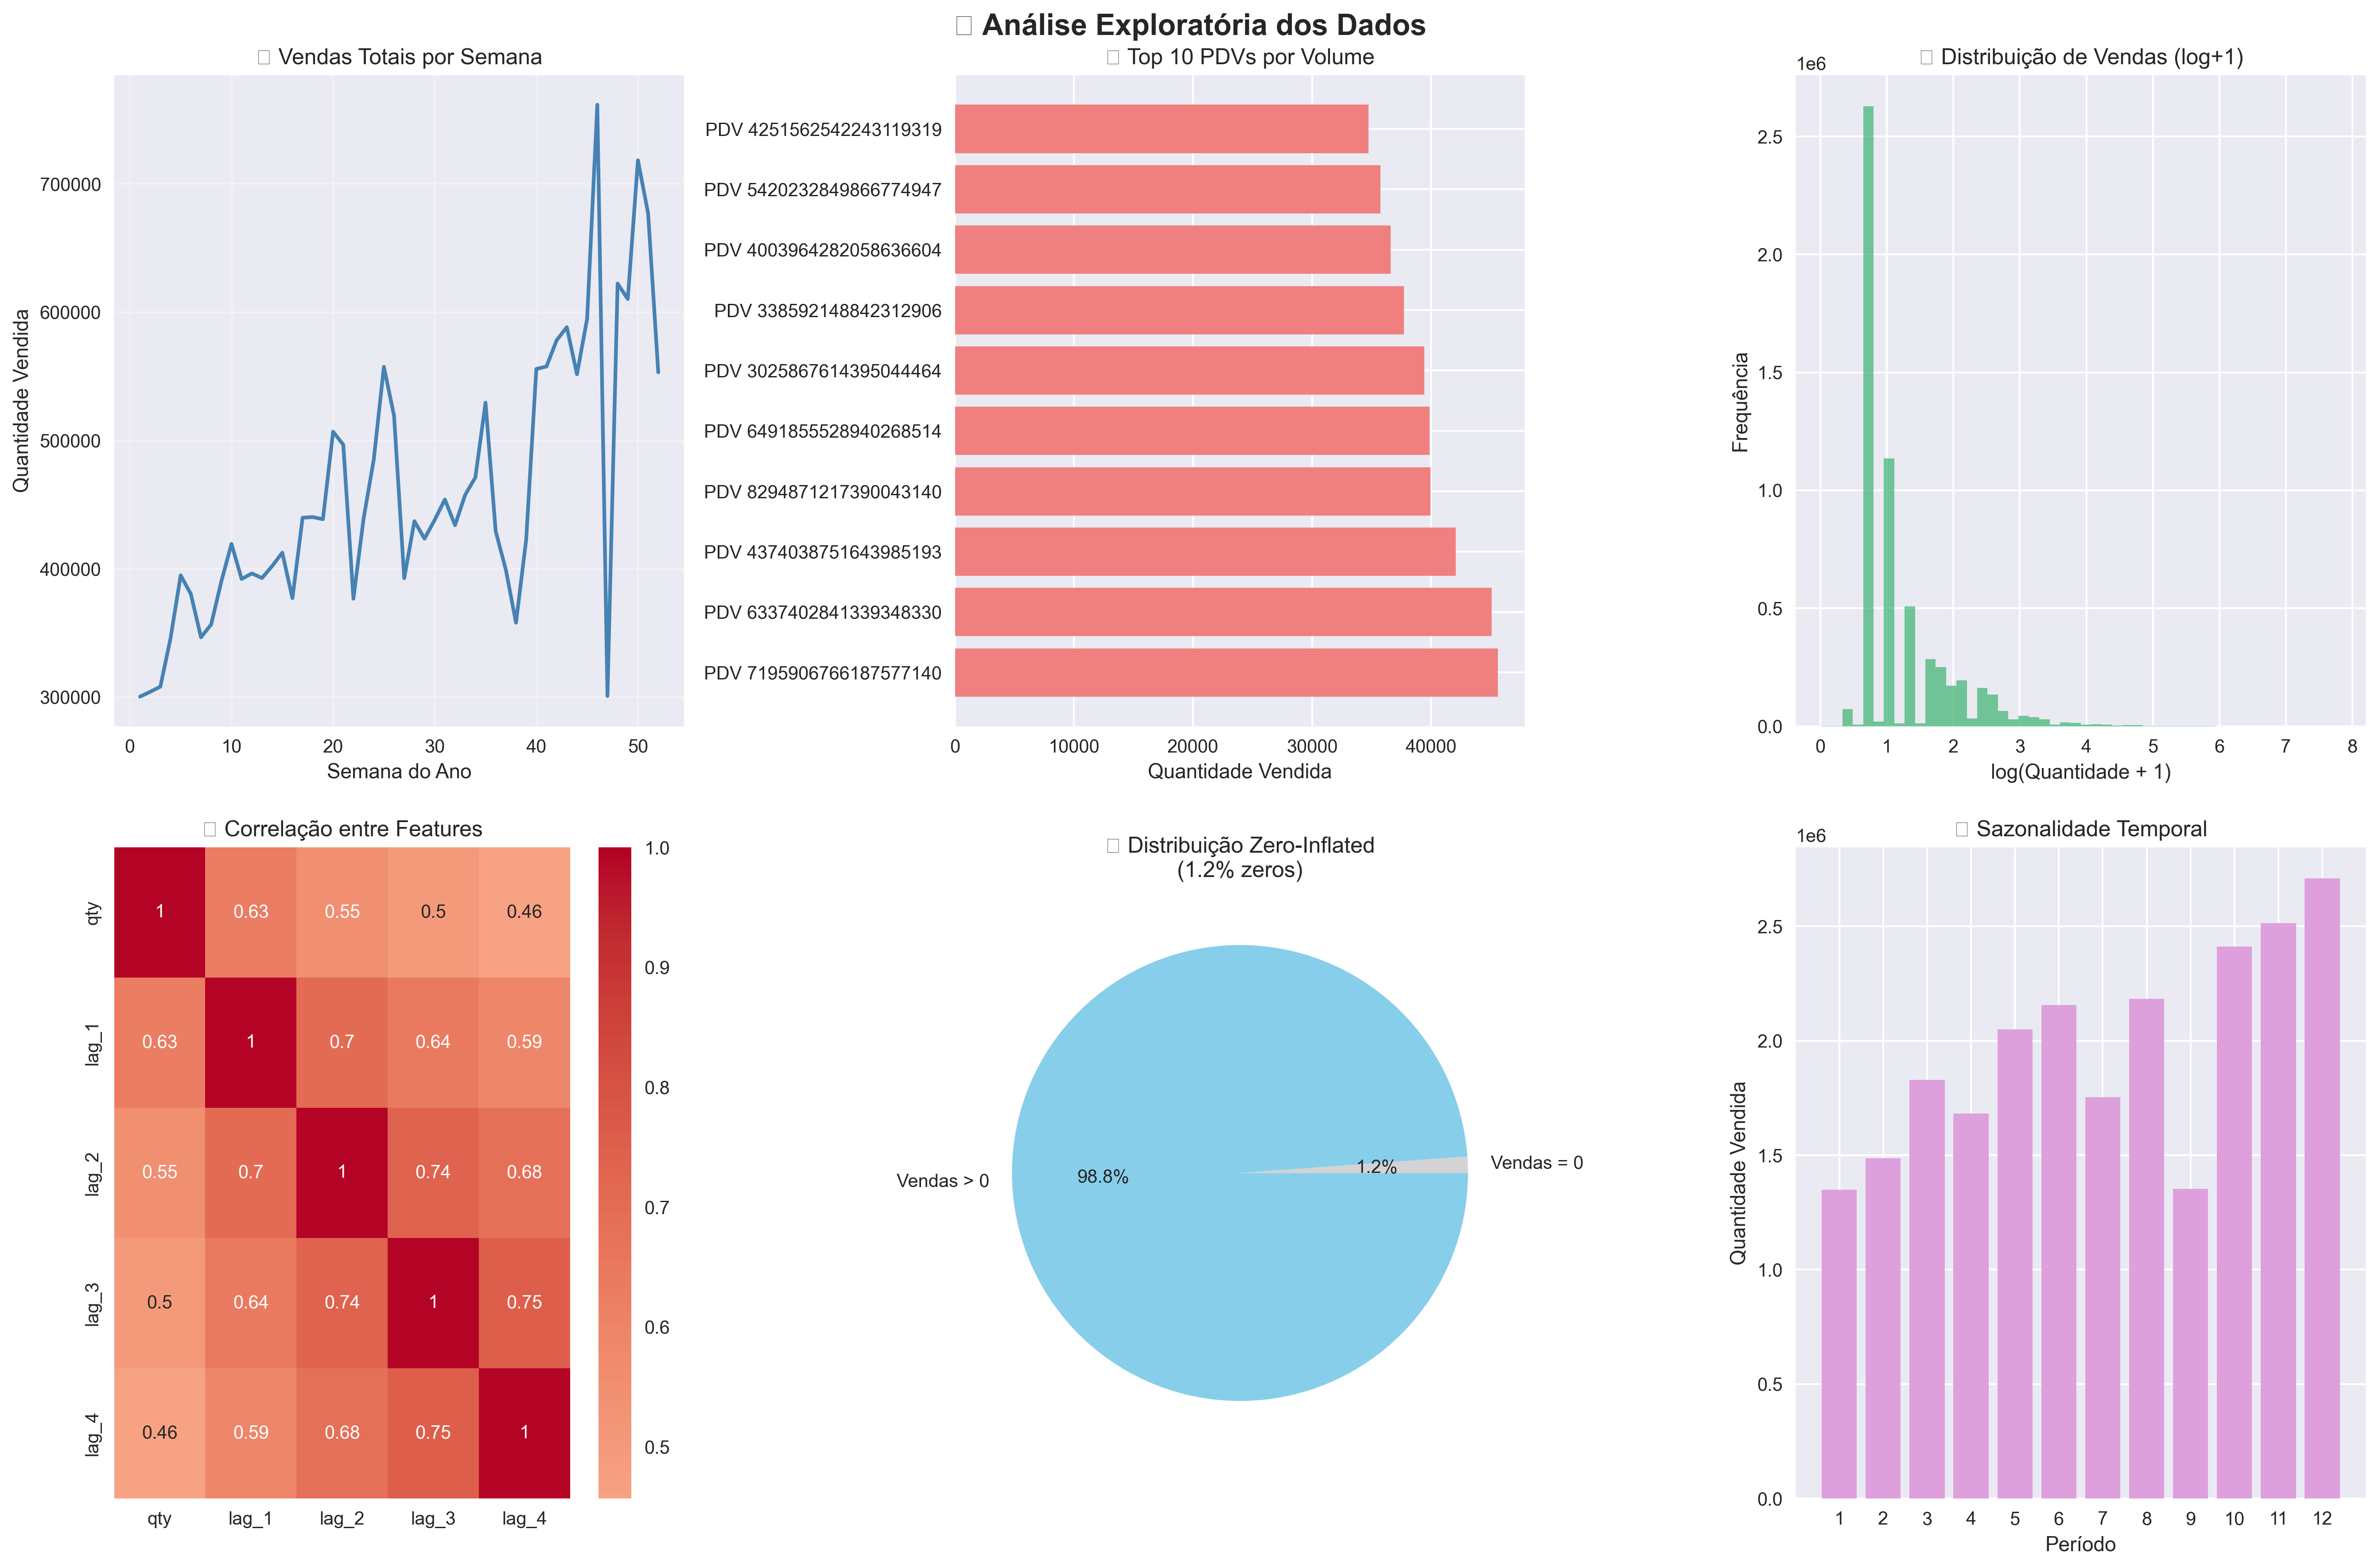 Análise Exploratória dos Dados
Vendas Totais por Semana
Quantidade Vendida
700000
600000
500000
400000
300000
0 10 20 30 40 50
Semana do Ano
Top 10 PDVs por Volume
PDV 4251562542243119319
PDV 5420232849866774947
PDV 4003964282058636604
PDV 338592148842312906
PDV 3025867614395044464
PDV 6491855528940268514
PDV 8294871217390043140
PDV 4374038751643985193
PDV 6337402841339348330
PDV 7195906766187577140
0 10000 20000 30000 40000
Quantidade Vendida
Distribuição de Vendas (log+1)
1e6
Frequência
2.5
2.0
1.5
1.0
0.5
0.0
0 1 2 3 4 5 6 7 8
log(Quantidade + 1)
Correlação entre Features
qty 1 0.63 0.55 0.5 0.46
lag_1 0.63 1 0.7 0.64 0.59
lag_2 0.55 0.7 1 0.74 0.68
lag_3 0.5 0.64 0.74 1 0.75
lag_4 0.46 0.59 0.68 0.75 1
qty lag_1 lag_2 lag_3 lag_4
1.0
0.9
0.8
0.7
0.6
0.5
Distribuição Zero-Inflated
(1.2% zeros)
Vendas > 0
98.8%
1.2%
Vendas = 0
Sazonalidade Temporal
1e6
Quantidade Vendida
2.5
2.0
1.5
1.0
0.5
0.0
1 2 3 4 5 6 7 8 9 10 11 12
Período